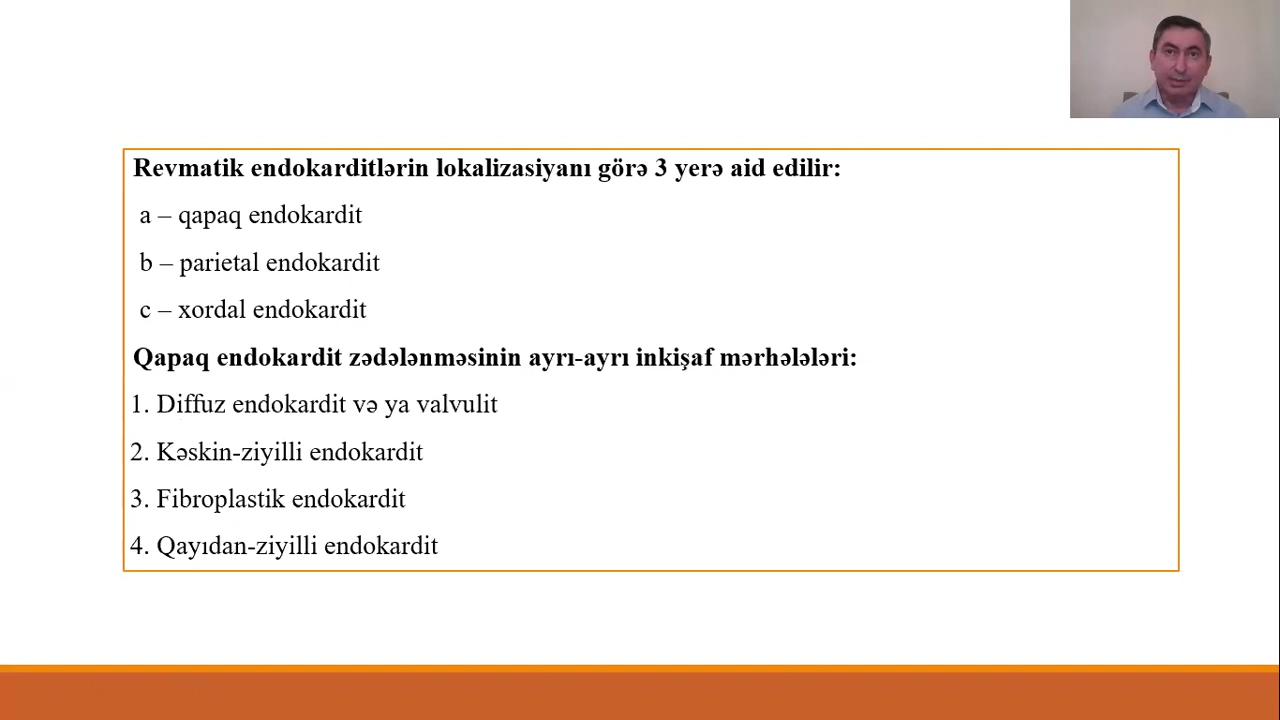 Revmatik endokarditlərin lokalizasiyanı görə 3 yerə aid edilir:
a – qapaq endokardit
b – parietal endokardit
c – xordal endokardit
Qapaq endokardit zədələnməsinin ayrı-ayrı inkişaf mərhələləri:
1. Diffuz endokardit və ya valvulit
2. Kəskin-ziyilli endokardit
3. Fibroplastik endokardit
4. Qayıdan-ziyilli endokardit